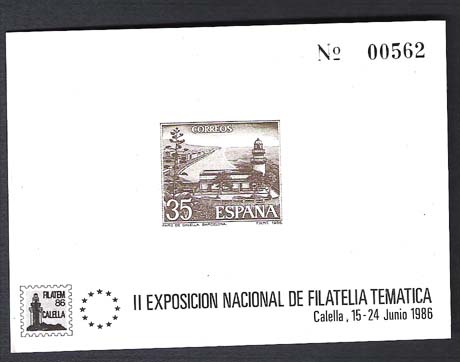 Nº 00562
CORREOS
35 ESPAÑA
FARO DE CALELLA, BARCELONA. F.N.M.T. 1986
FILATEM
86
CALELLA
II EXPOSICION NACIONAL DE FILATELIA TEMATICA
Calella, 15-24 Junio 1986